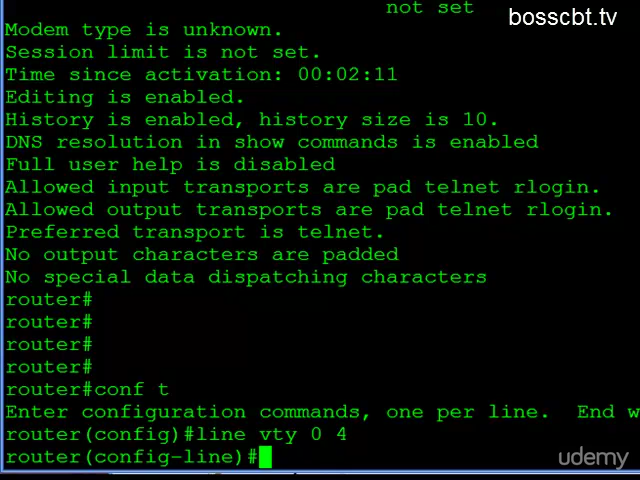 not set
bosscbt.tv
Modem type is unknown.
Session limit is not set.
Time since activation: 00:02:11
Editing is enabled.
History is enabled, history size is 10.
DNS resolution in show commands is enabled
Full user help is disabled
Allowed input transports are pad telnet rlogin.
Allowed output transports are pad telnet rlogin.
Preferred transport is telnet.
No output characters are padded
No special data dispatching characters
router#
router#
router#
router#
router#conf t
Enter configuration commands, one per line.  End w
router(config)#line vty 0 4
router(config-line)#
udemy